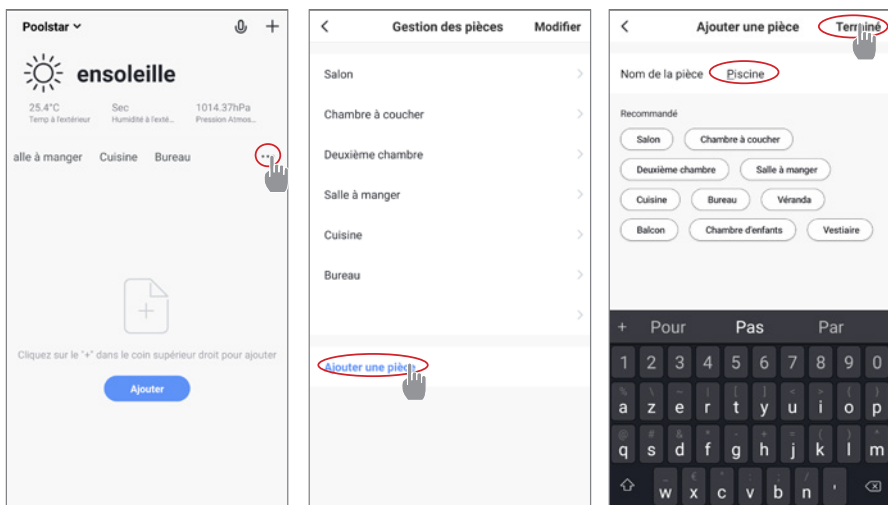 Poolstar
ensoleille
25.4°C Sec 1014.37hPa
Temp à l'extérieur Humidité à l'exté... Pression Atmos...
alle à manger Cuisine Bureau ...
Cliquez sur le "+" dans le coin supérieur droit pour ajouter
Ajouter
Gestion des pièces Modifier
Salon
Chambre à coucher
Deuxième chambre
Salle à manger
Cuisine
Bureau
Ajouter une pièce
Ajouter une pièce Terminé
Nom de la pièce Piscine
Recommandé
Salon Chambre à coucher
Deuxième chambre Salle à manger
Cuisine Bureau Véranda
Balcon Chambre d'enfants Vestiaire
+ Pour Pas Par
1 2 3 4 5 6 7 8 9 0
a z e r t y u i o p
q s d f g h j k l m
w x c v b n '